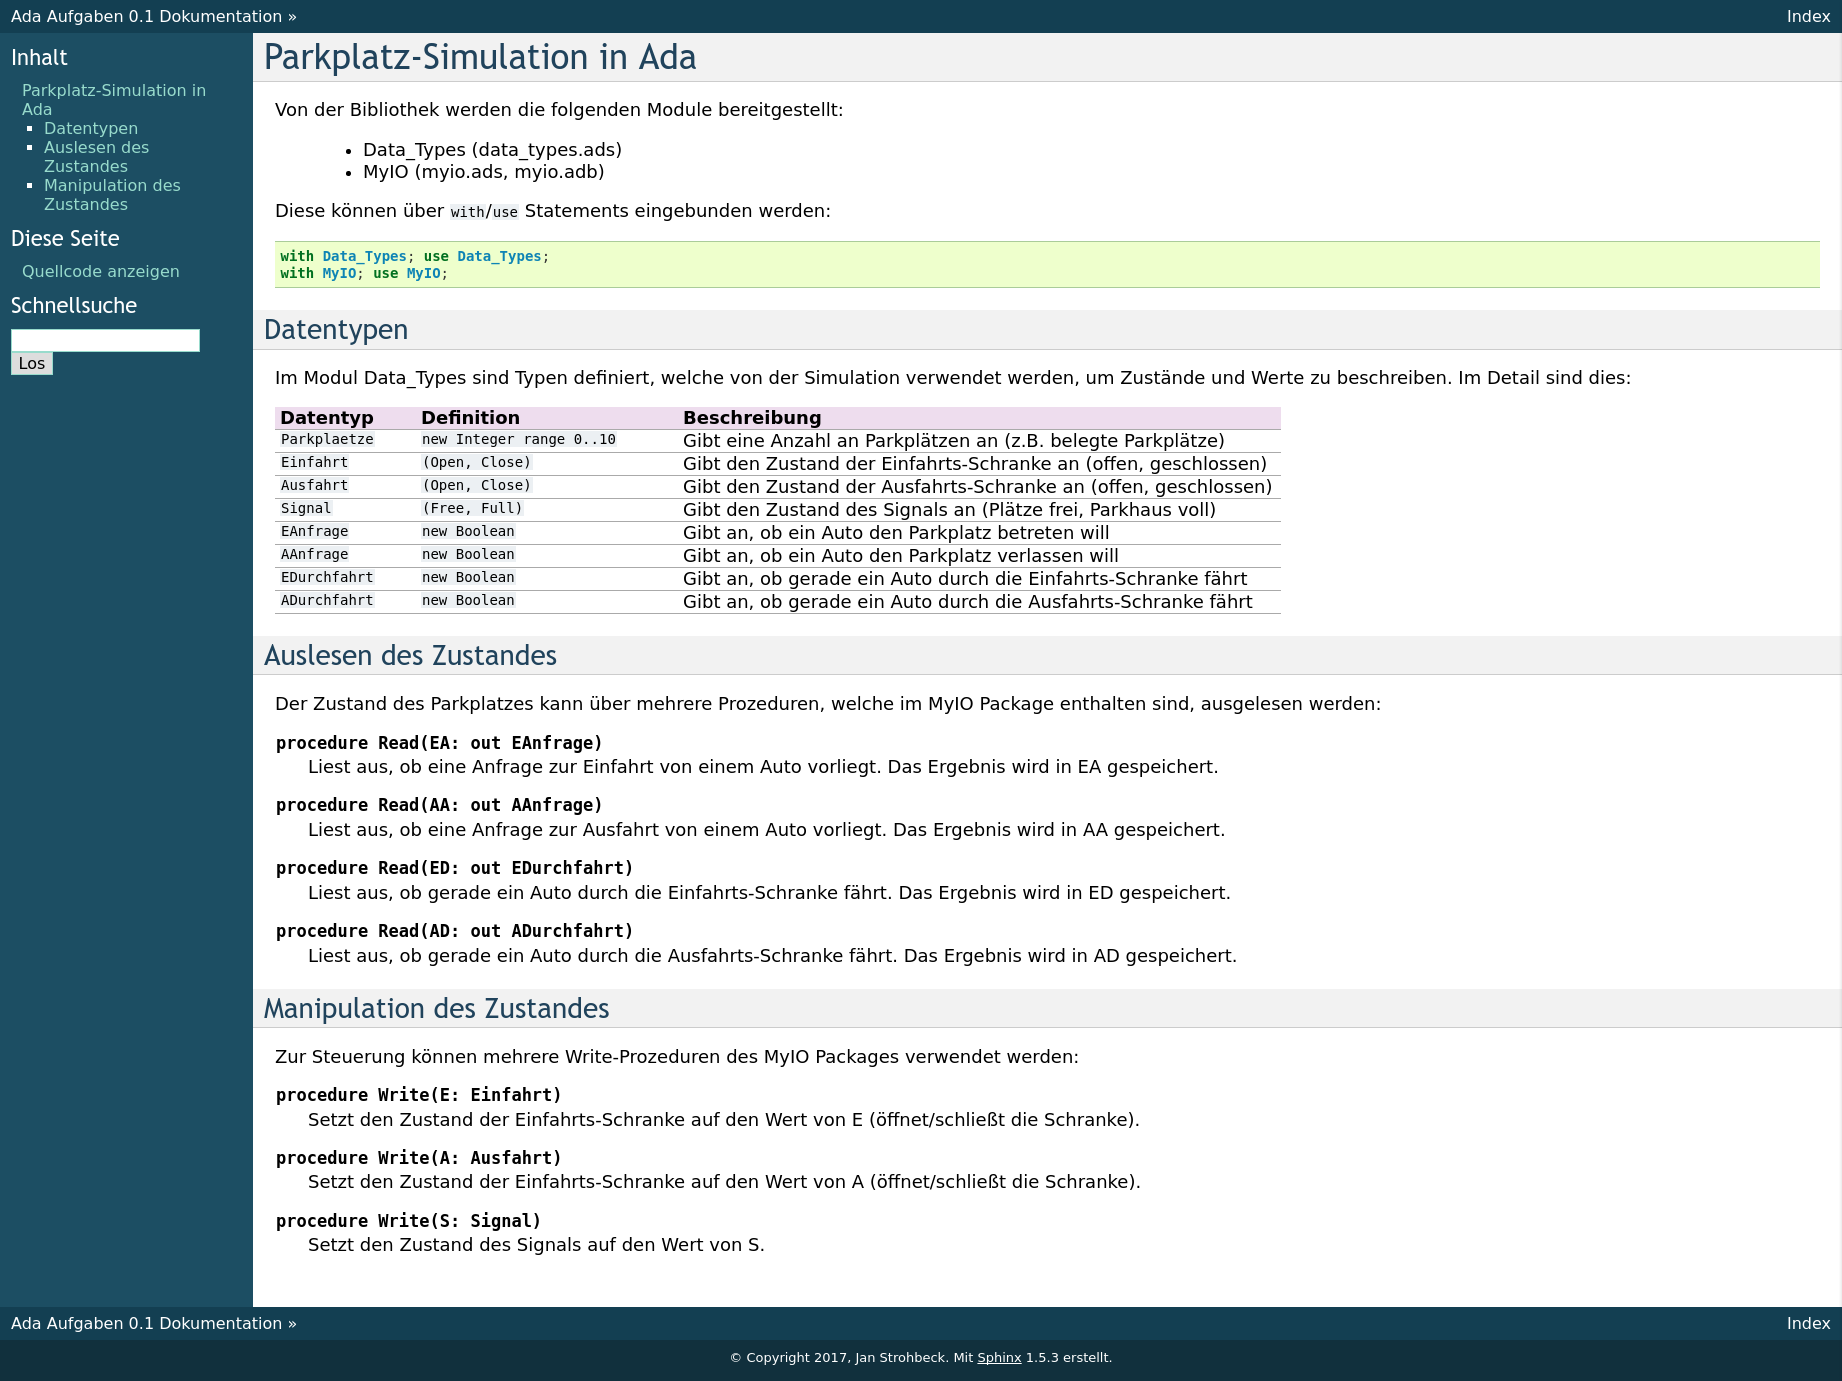 Ada Aufgaben 0.1 Dokumentation »
Index
Inhalt
Parkplatz-Simulation in
Ada
Datentypen
Auslesen des
Zustandes
Manipulation des
Zustandes
Diese Seite
Quellcode anzeigen
Schnellsuche
Los
Parkplatz-Simulation in Ada
Von der Bibliothek werden die folgenden Module bereitgestellt:
• Data_Types (data_types.ads)
• MyIO (myio.ads, myio.adb)
Diese können über with/use Statements eingebunden werden:
with Data_Types; use Data_Types;
with MyIO; use MyIO;
Datentypen
Im Modul Data_Types sind Typen definiert, welche von der Simulation verwendet werden, um Zustände und Werte zu beschreiben. Im Detail sind dies:
Datentyp Definition Beschreibung
Parkplaetze new Integer range 0..10 Gibt eine Anzahl an Parkplätzen an (z.B. belegte Parkplätze)
Einfahrt (Open, Close) Gibt den Zustand der Einfahrts-Schranke an (offen, geschlossen)
Ausfahrt (Open, Close) Gibt den Zustand der Ausfahrts-Schranke an (offen, geschlossen)
Signal (Free, Full) Gibt den Zustand des Signals an (Plätze frei, Parkhaus voll)
EAnfrage new Boolean Gibt an, ob ein Auto den Parkplatz betreten will
AAnfrage new Boolean Gibt an, ob ein Auto den Parkplatz verlassen will
EDurchfahrt new Boolean Gibt an, ob gerade ein Auto durch die Einfahrts-Schranke fährt
ADurchfahrt new Boolean Gibt an, ob gerade ein Auto durch die Ausfahrts-Schranke fährt
Auslesen des Zustandes
Der Zustand des Parkplatzes kann über mehrere Prozeduren, welche im MyIO Package enthalten sind, ausgelesen werden:
procedure Read(EA: out EAnfrage)
Liest aus, ob eine Anfrage zur Einfahrt von einem Auto vorliegt. Das Ergebnis wird in EA gespeichert.
procedure Read(AA: out AAnfrage)
Liest aus, ob eine Anfrage zur Ausfahrt von einem Auto vorliegt. Das Ergebnis wird in AA gespeichert.
procedure Read(ED: out EDurchfahrt)
Liest aus, ob gerade ein Auto durch die Einfahrts-Schranke fährt. Das Ergebnis wird in ED gespeichert.
procedure Read(AD: out ADurchfahrt)
Liest aus, ob gerade ein Auto durch die Ausfahrts-Schranke fährt. Das Ergebnis wird in AD gespeichert.
Manipulation des Zustandes
Zur Steuerung können mehrere Write-Prozeduren des MyIO Packages verwendet werden:
procedure Write(E: Einfahrt)
Setzt den Zustand der Einfahrts-Schranke auf den Wert von E (öffnet/schließt die Schranke).
procedure Write(A: Ausfahrt)
Setzt den Zustand der Einfahrts-Schranke auf den Wert von A (öffnet/schließt die Schranke).
procedure Write(S: Signal)
Setzt den Zustand des Signals auf den Wert von S.
Ada Aufgaben 0.1 Dokumentation »
Index
© Copyright 2017, Jan Strohbeck. Mit Sphinx 1.5.3 erstellt.